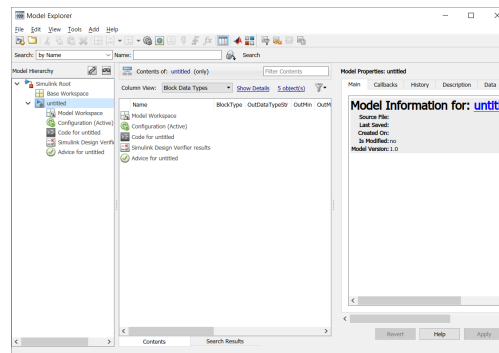 Model Explorer
File Edit View Tools Add Help
Search: by Name Name: Search
Model Hierarchy
Simulink Root
Base Workspace
untitled
Model Workspace
Configuration (Active)
Code for untitled
Simulink Design Verifi
Advice for untitled
Contents of: untitled (only) Filter Contents
Column View: Block Data Types Show Details 5 object(s)
Name BlockType OutDataTypeStr OutMin OutM
Model Workspace
Configuration (Active)
Code for untitled
Simulink Design Verifier results
Advice for untitled
Contents Search Results
Model Properties: untitled
Main Callbacks History Description Data
Model Information for: untit
Source File:
Last Saved:
Created On:
Is Modified: no
Model Version: 1.0
Revert Help Apply